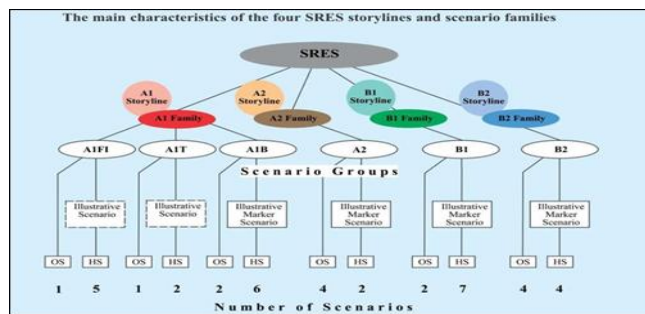 The main characteristics of the four SRES storylines and scenario families
SRES
A1
Storyline
A2
Storyline
B1
Storyline
B2
Storyline
A1 Family
A2 Family
B1 Family
B2 Family
A1FI
A1T
A1B
A2
B1
B2
Scenario Groups
Illustrative
Scenario
Illustrative
Scenario
Illustrative
Marker
Scenario
Illustrative
Marker
Scenario
Illustrative
Marker
Scenario
Illustrative
Marker
Scenario
OS HS OS HS OS HS OS HS OS HS OS HS
1 5 1 2 2 6 4 2 2 7 4 4
Number of Scenarios